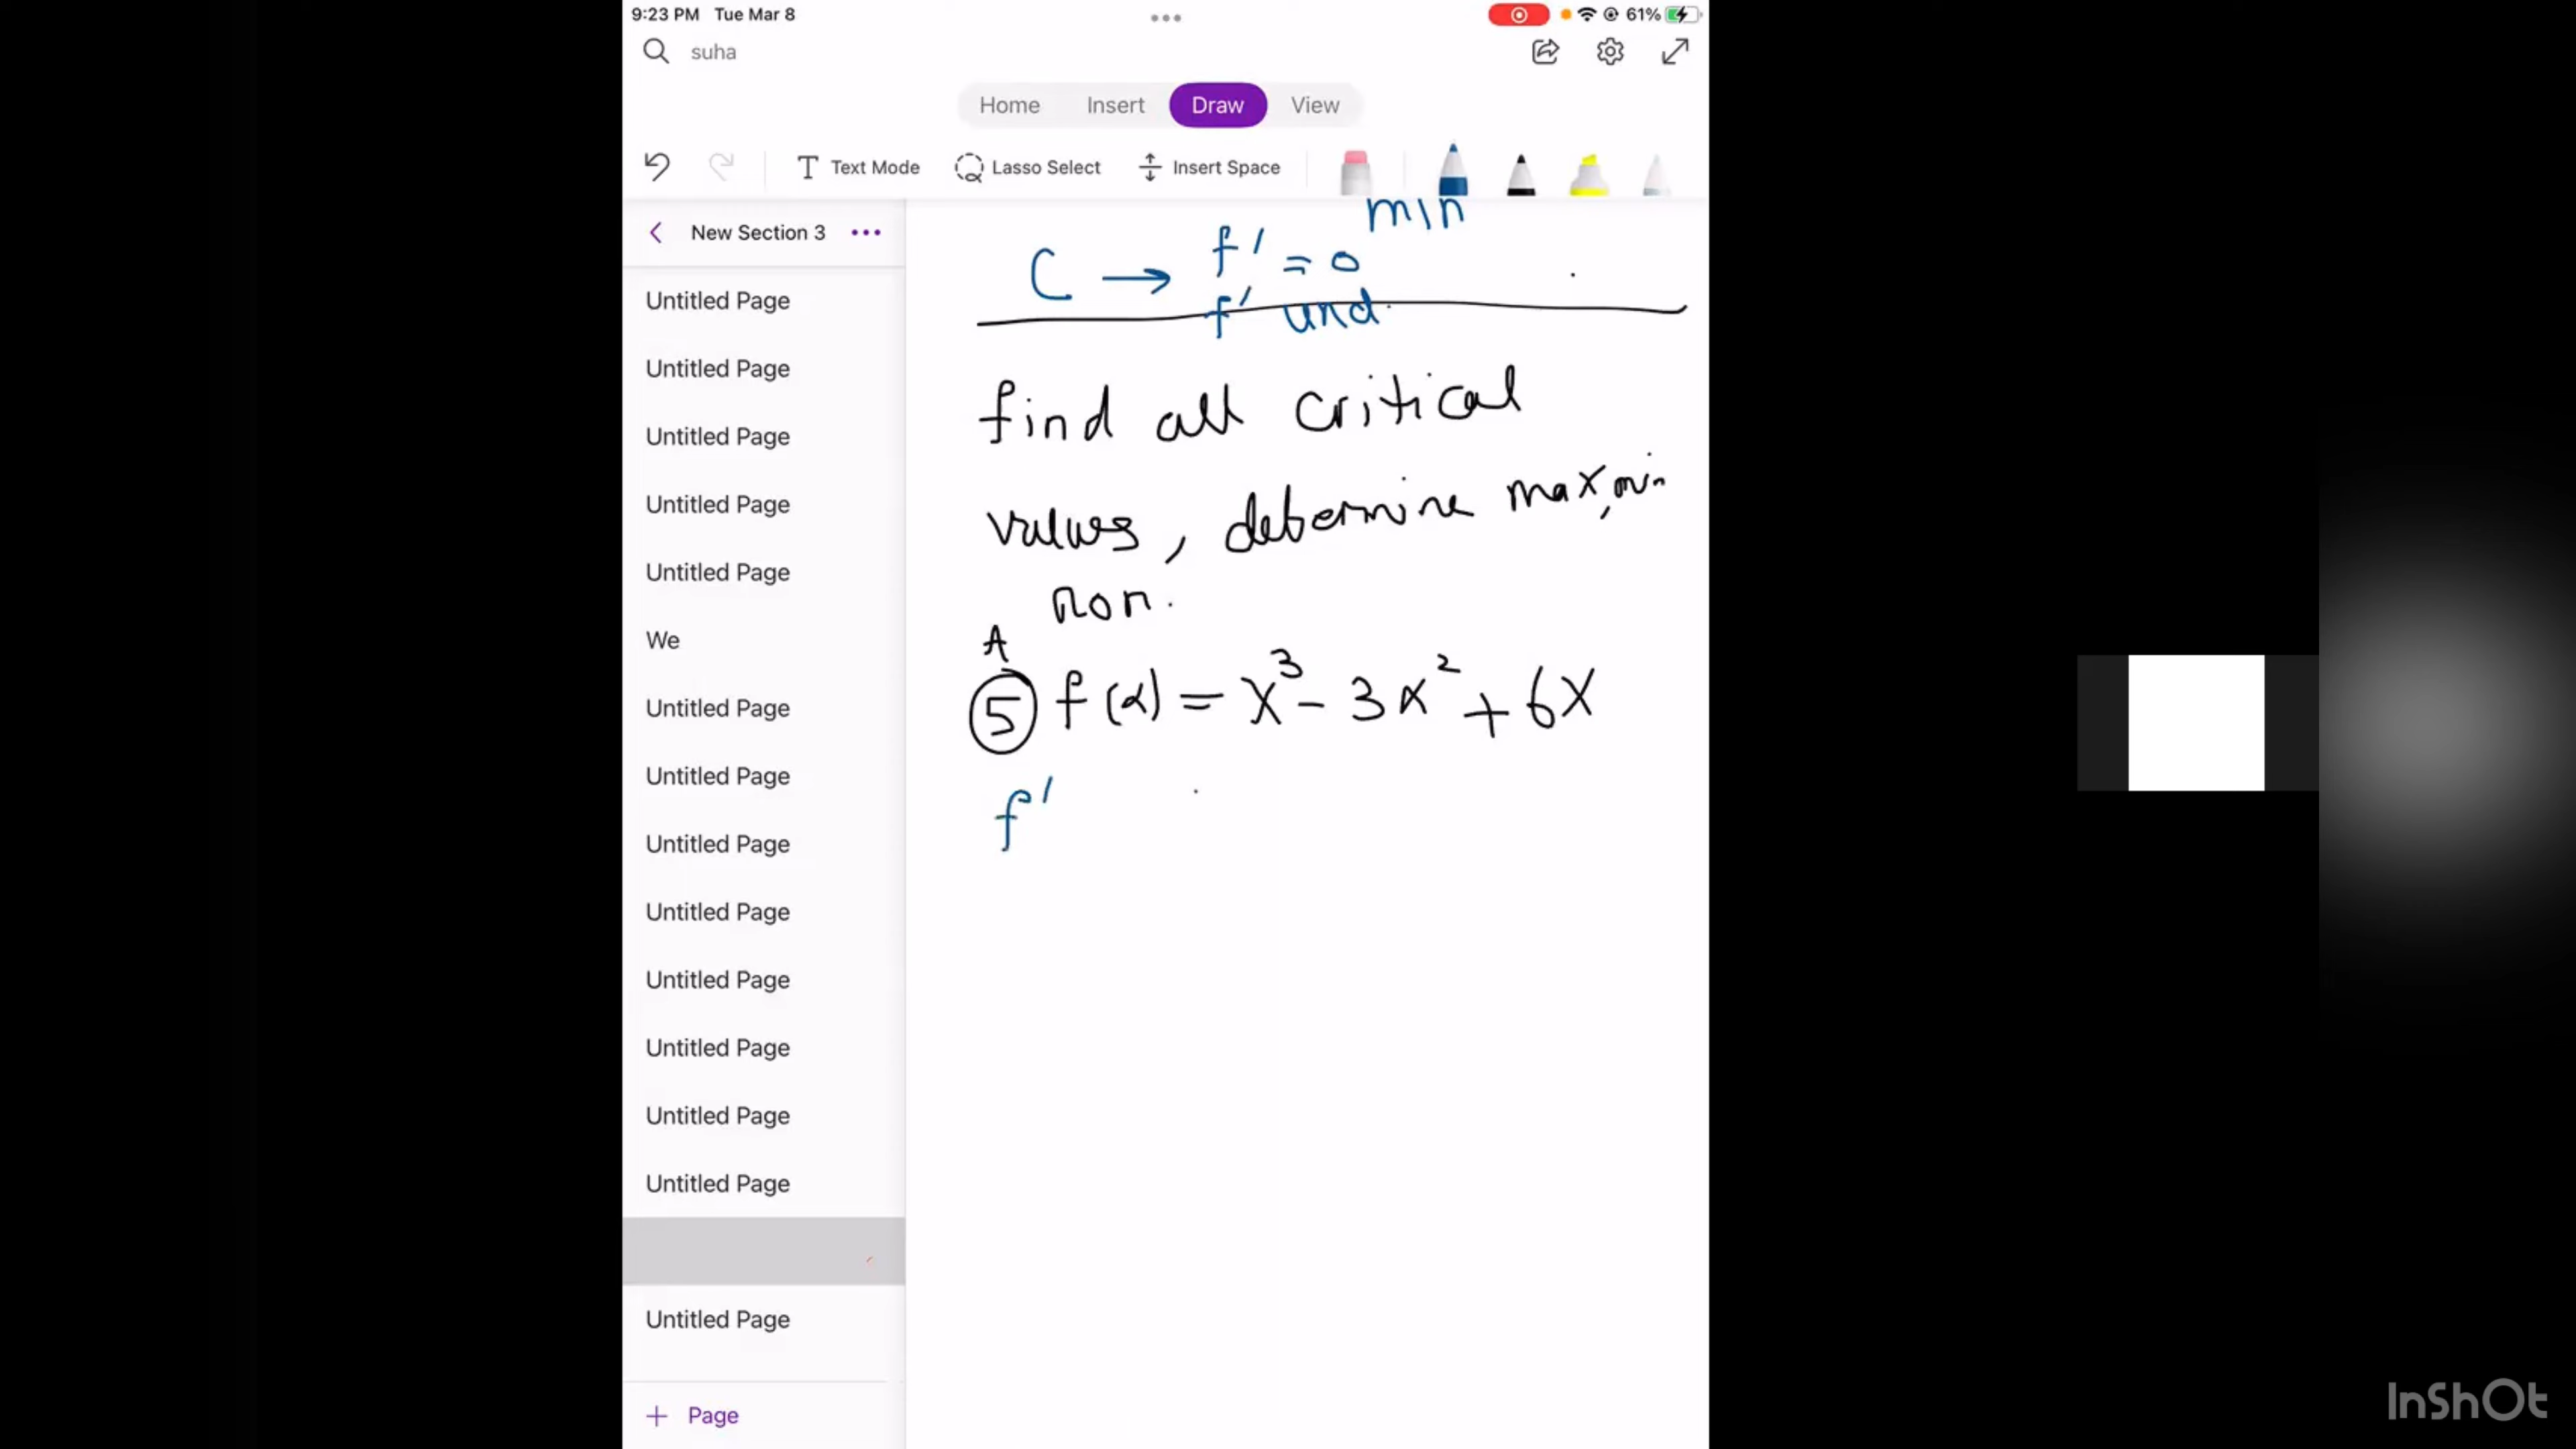 9:23 PM Tue Mar 8
61%
suha
Home Insert Draw View
Text Mode Lasso Select Insert Space
New Section 3
Untitled Page
Untitled Page
Untitled Page
Untitled Page
Untitled Page
We
Untitled Page
Untitled Page
Untitled Page
Untitled Page
Untitled Page
Untitled Page
Untitled Page
Untitled Page
Untitled Page
+ Page
min
C → f' = 0
f' und.
find all critical
values, determine max, min
non.
A
5 f(x) = x³ - 3x² + 6x
f'
InShOt